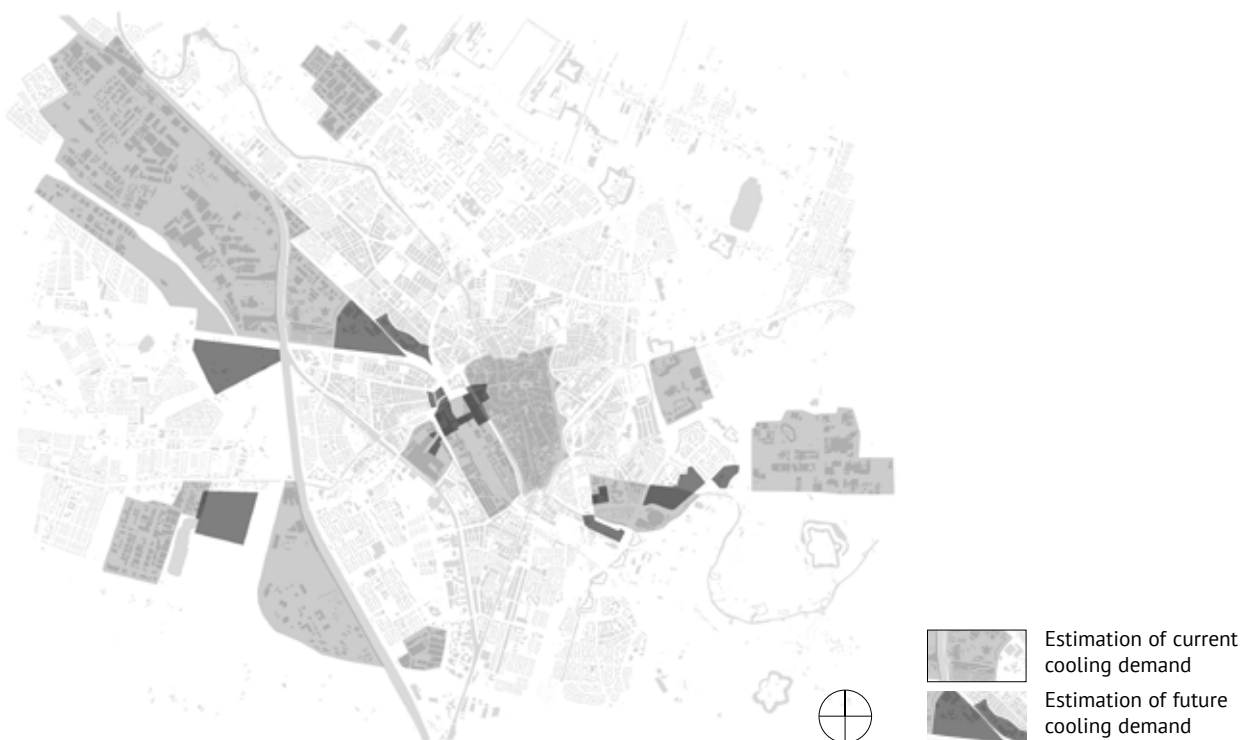 Estimation of current
cooling demand
Estimation of future
cooling demand